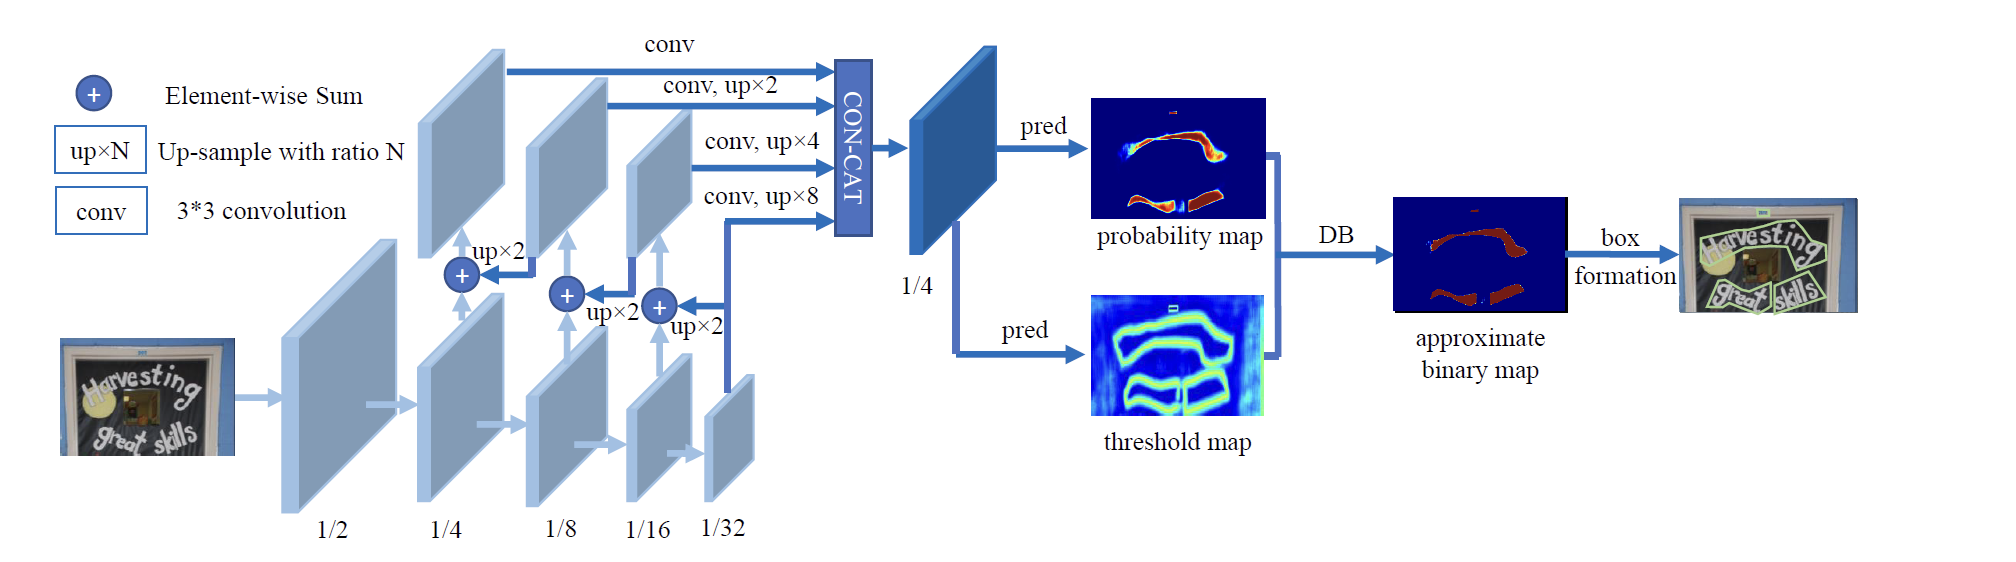 +
Element-wise Sum
up×N
Up-sample with ratio N
conv
3*3 convolution
conv
conv, up×2
conv, up×4
conv, up×8
CON-CAT
up×2
up×2
up×2
+
+
+
Harvesting
great skills
1/2
1/4
1/8
1/16
1/32
1/4
pred
pred
probability map
threshold map
DB
approximate
binary map
box
formation
Harvesting
great skills